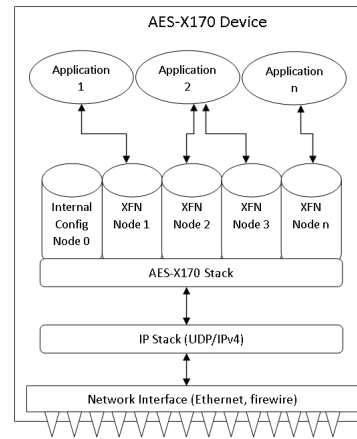 AES-X170 Device
Application
1
Application
2
Application
n
Internal
Config
Node 0
XFN
Node 1
XFN
Node 2
XFN
Node 3
XFN
Node n
AES-X170 Stack
IP Stack (UDP/IPv4)
Network Interface (Ethernet, firewire)